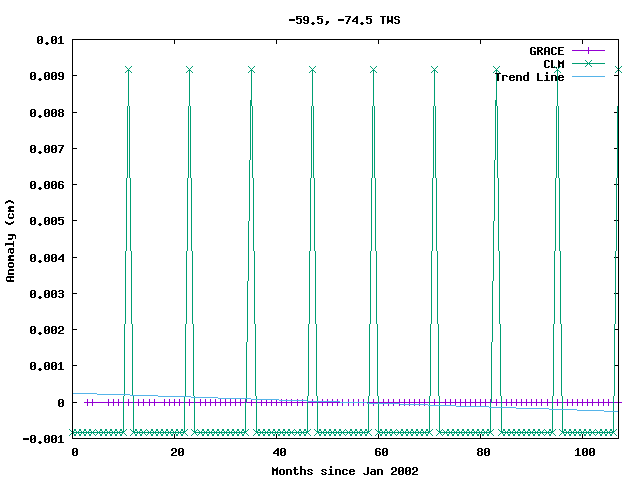 -59.5, -74.5 TWS
0.01
0.009
0.008
0.007
0.006
0.005
0.004
0.003
0.002
0.001
0
-0.001
Anomaly (cm)
GRACE
CLM
Trend Line
0 20 40 60 80 100
Months since Jan 2002